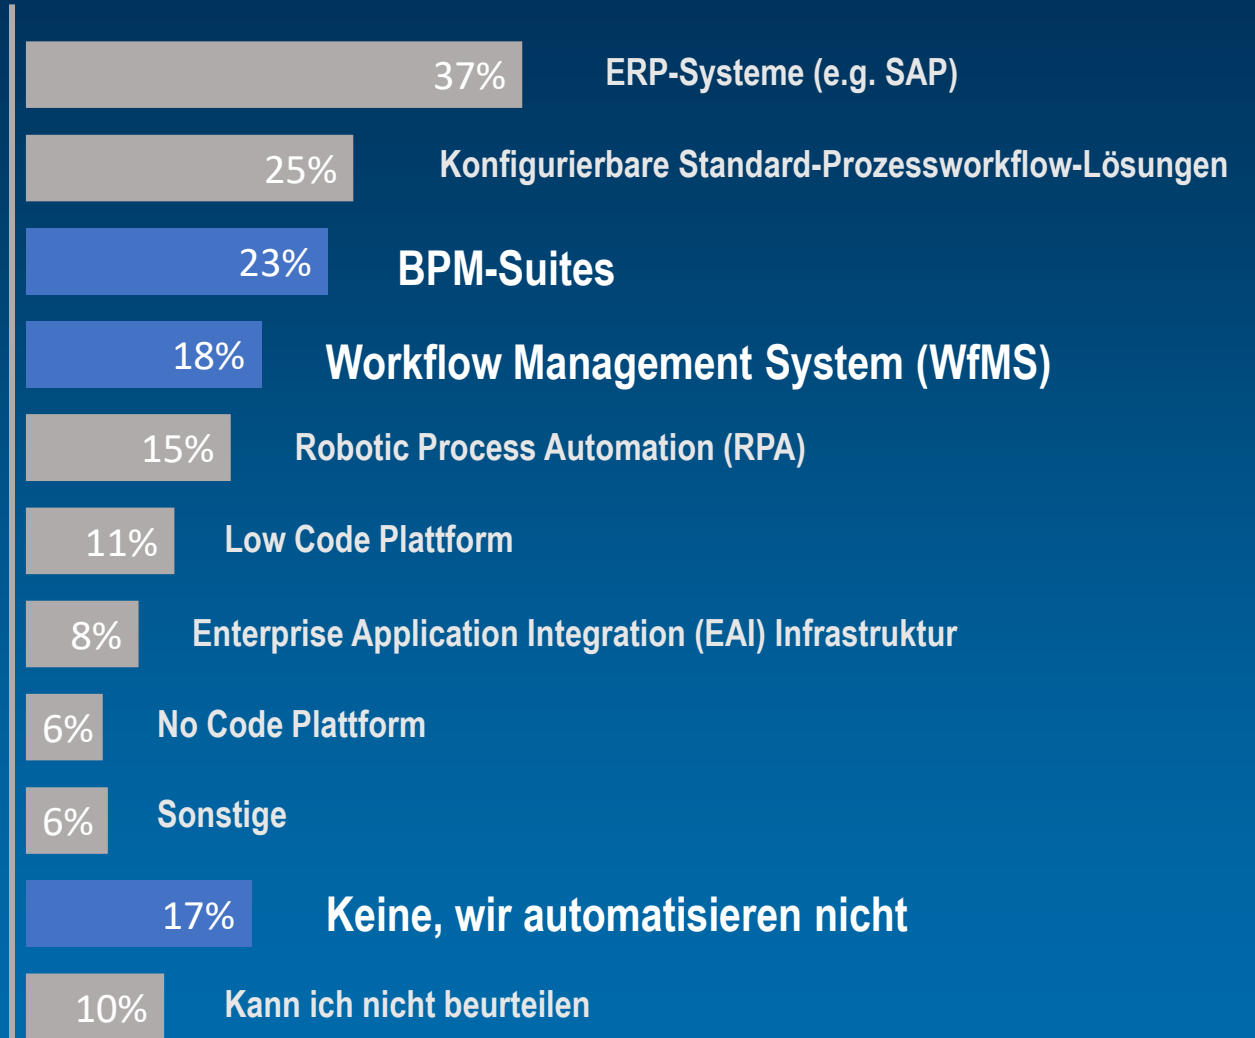 37% ERP-Systeme (e.g. SAP)
25% Konfigurierbare Standard-Prozessworkflow-Lösungen
23% BPM-Suites
18% Workflow Management System (WfMS)
15% Robotic Process Automation (RPA)
11% Low Code Plattform
8% Enterprise Application Integration (EAI) Infrastruktur
6% No Code Plattform
6% Sonstige
17% Keine, wir automatisieren nicht
10% Kann ich nicht beurteilen